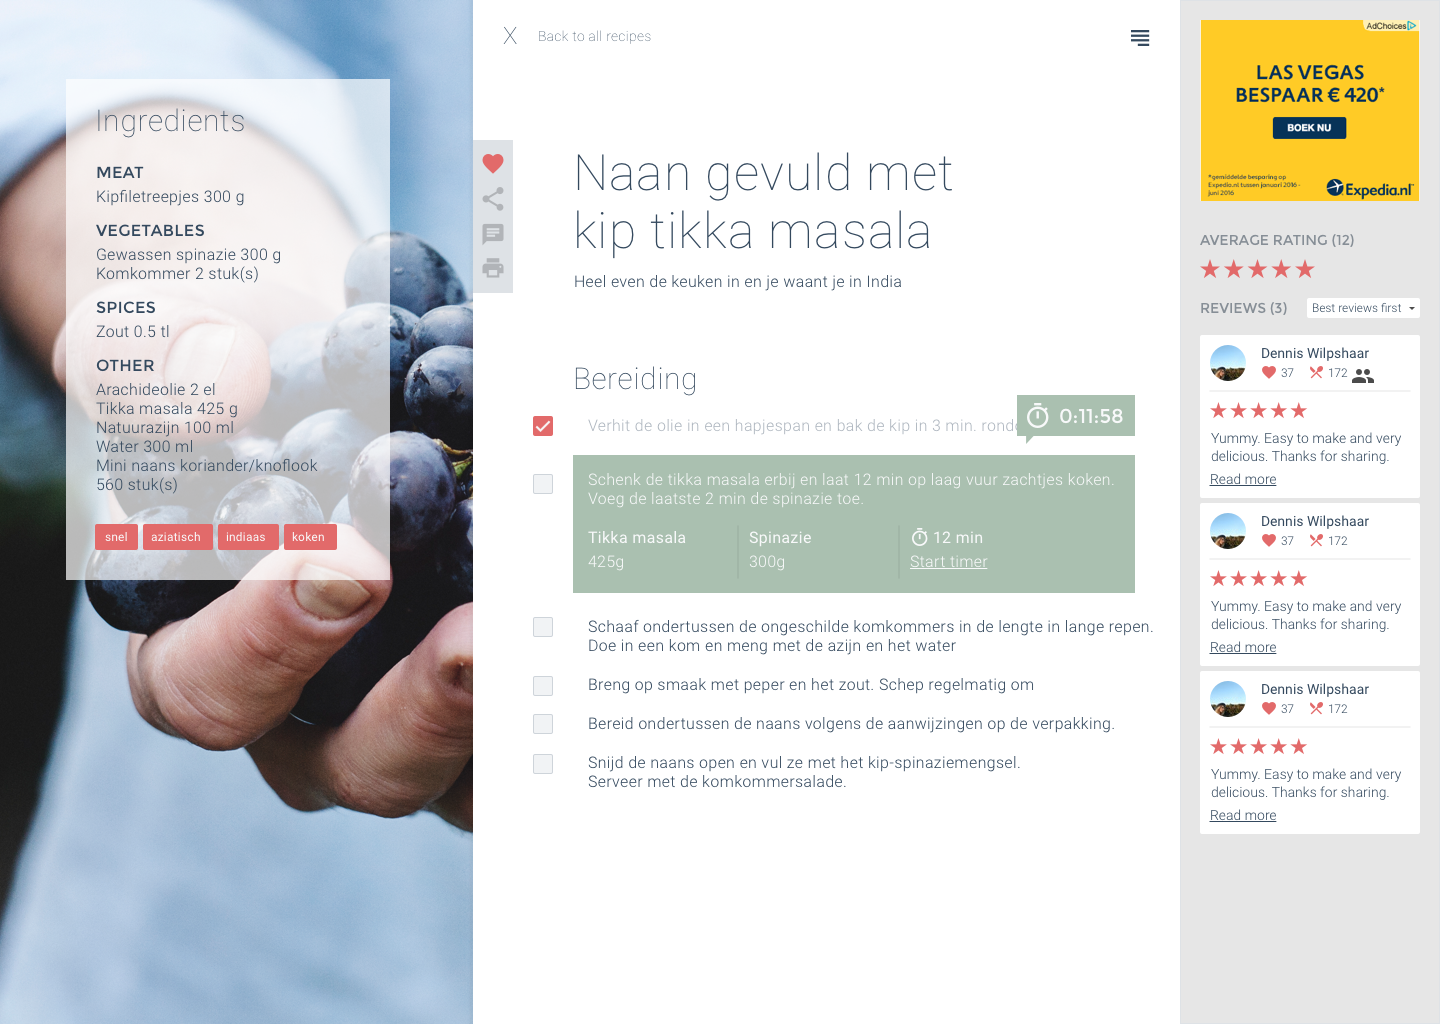 Ingredients
MEAT
Kipfiletreepjes 300 g
VEGETABLES
Gewassen spinazie 300 g
Komkommer 2 stuk(s)
SPICES
Zout 0.5 tl
OTHER
Arachideolie 2 el
Tikka masala 425 g
Natuurazijn 100 ml
Water 300 ml
Mini naans koriander/knoflook
560 stuk(s)
snel aziatisch indiaas koken
X Back to all recipes
Naan gevuld met
kip tikka masala
Heel even de keuken in en je waant je in India
Bereiding
0:11:58
Verhit de olie in een hapjespan en bak de kip in 3 min.
Schenk de tikka masala erbij en laat 12 min op laag vuur zachtjes koken.
Voeg de laatste 2 min de spinazie toe.
Tikka masala Spinazie 12 min
425g 300g Start timer
Schaaf ondertussen de ongeschilde komkommers in de lengte in lange repen.
Doe in een kom en meng met de azijn en het water
Breng op smaak met peper en het zout. Schep regelmatig om
Bereid ondertussen de naans volgens de aanwijzingen op de verpakking.
Snijd de naans open en vul ze met het kip-spinaziemengsel.
Serveer met de komkommersalade.
AdChoices
LAS VEGAS
BESPAAR € 420*
BOEK NU
*gemiddelde besparing op
Expedia.nl tussen januari 2016 -
juni 2016
Expedia.nl
AVERAGE RATING (12)
REVIEWS (3) Best reviews first
Dennis Wilpshaar
37 172
Yummy. Easy to make and very
delicious. Thanks for sharing.
Read more
Dennis Wilpshaar
37 172
Yummy. Easy to make and very
delicious. Thanks for sharing.
Read more
Dennis Wilpshaar
37 172
Yummy. Easy to make and very
delicious. Thanks for sharing.
Read more